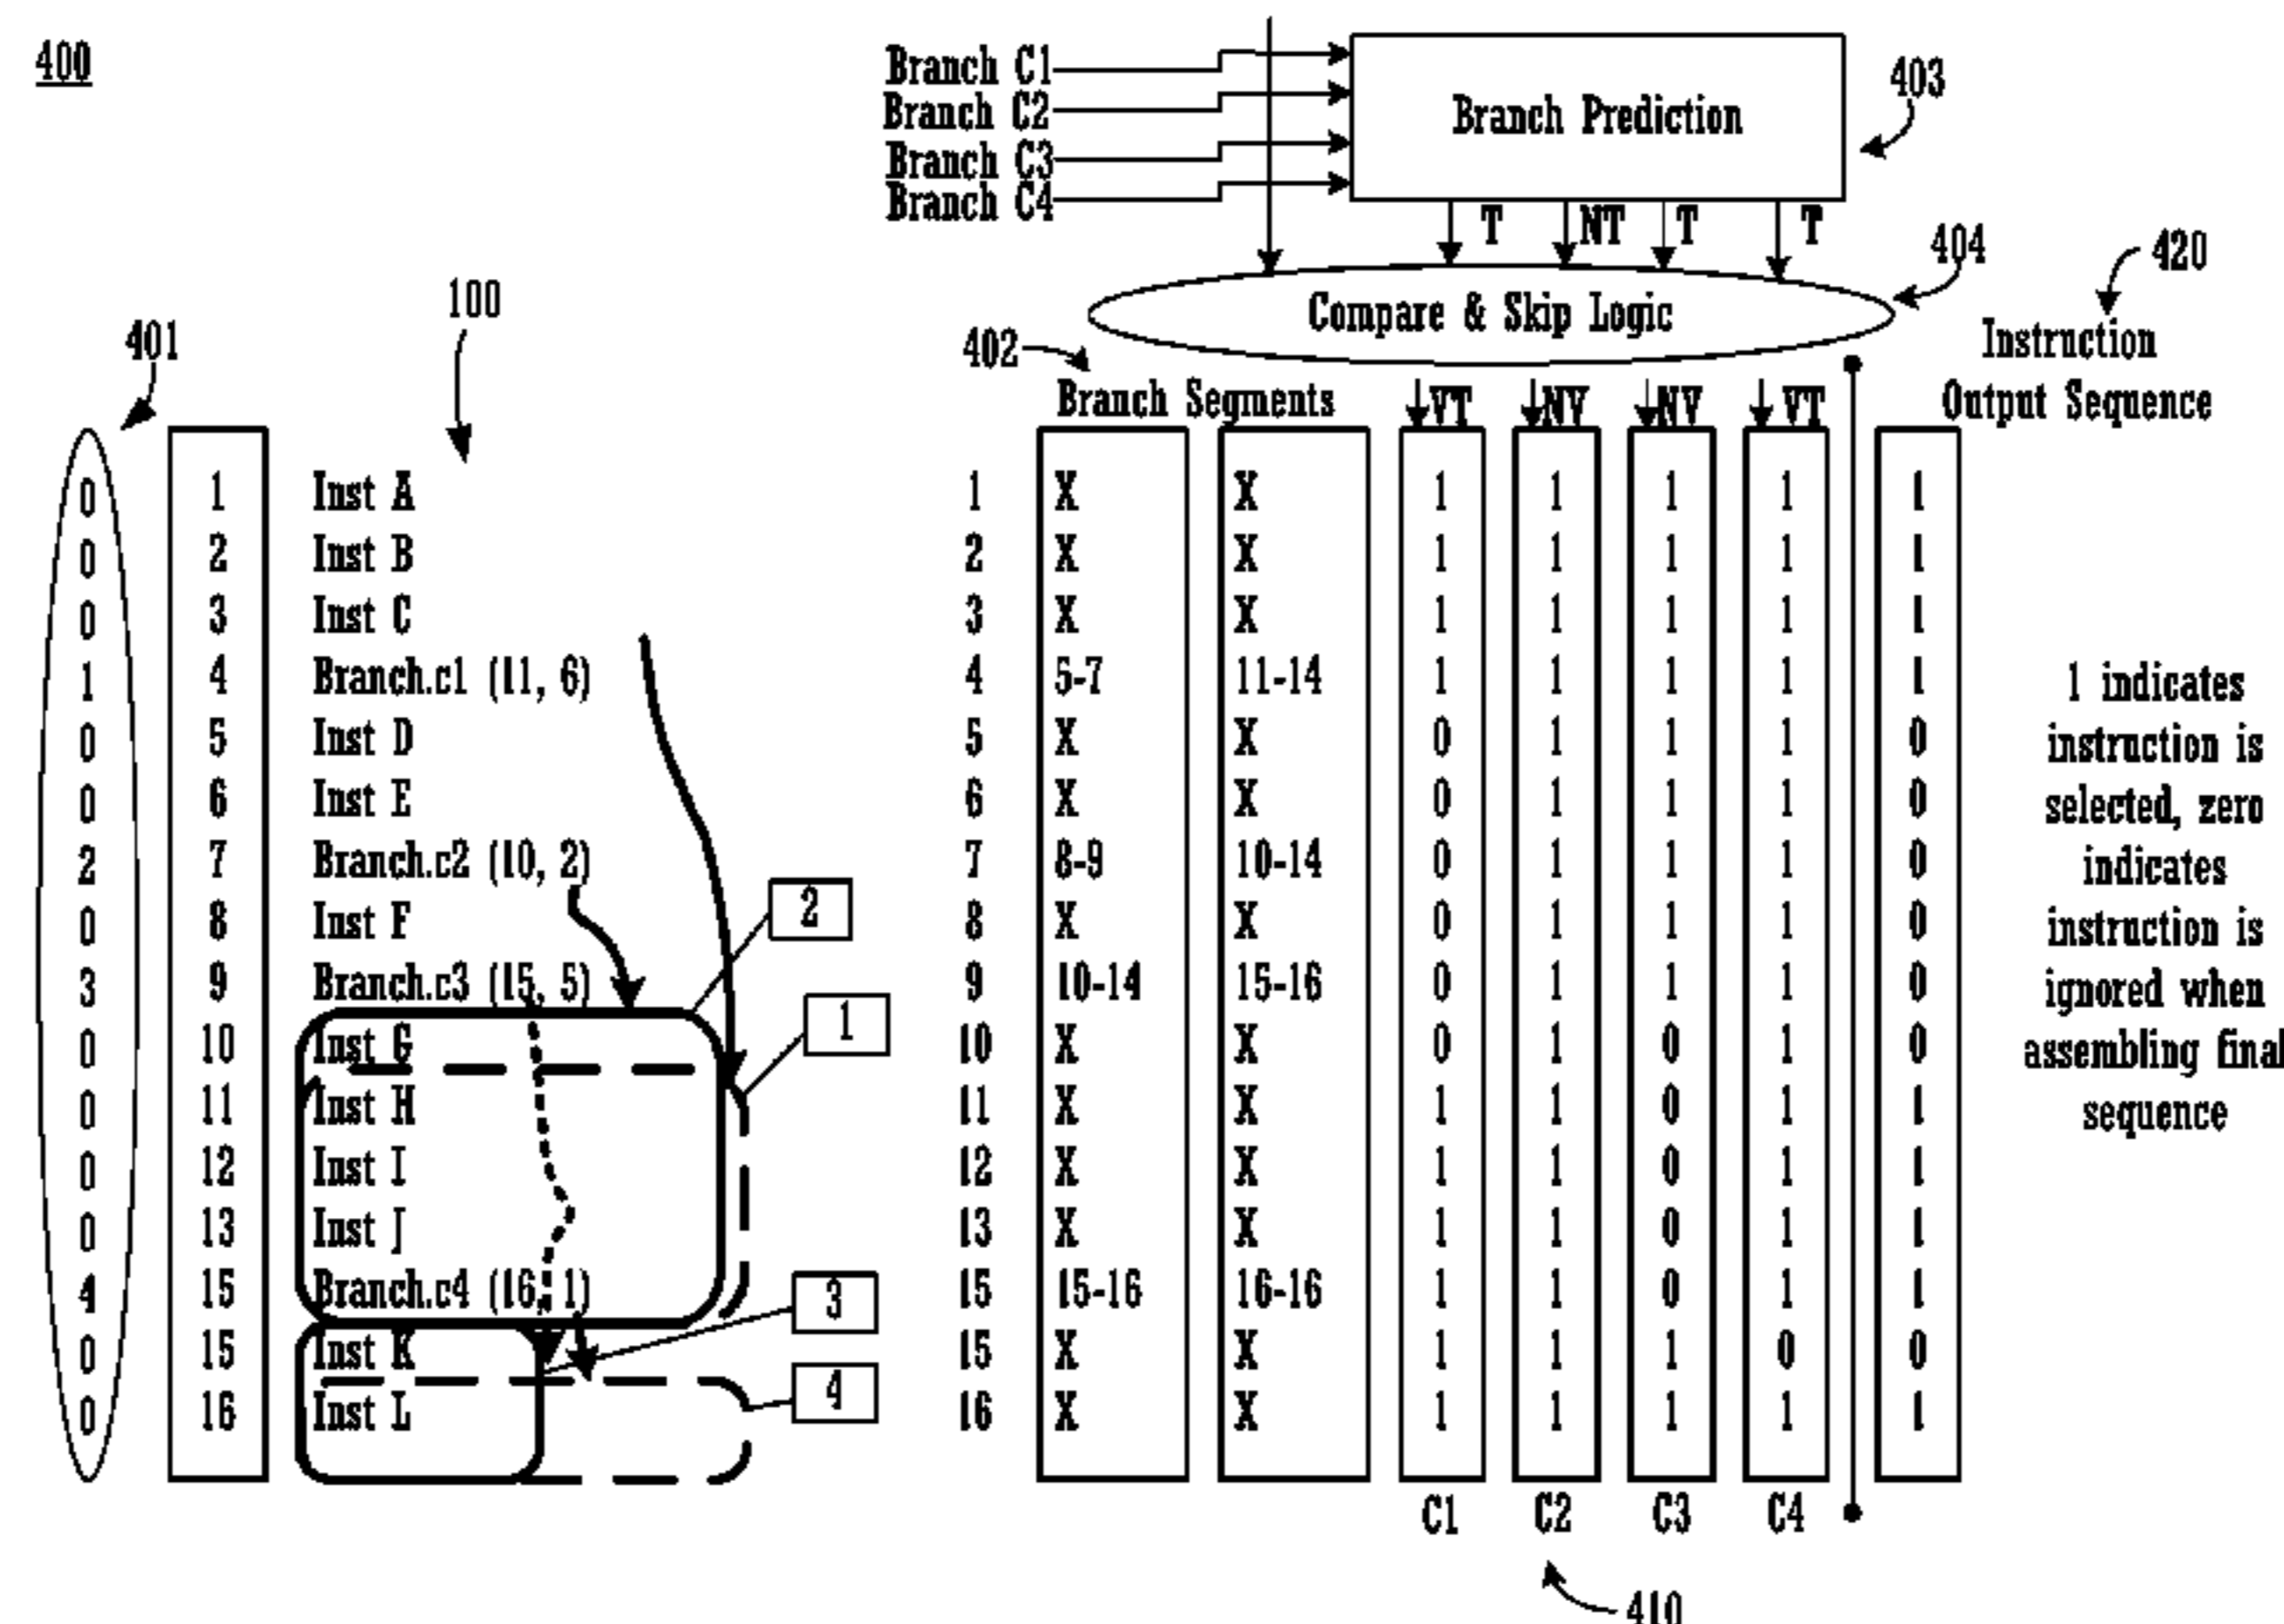 400
Branch C1
Branch C2
Branch C3
Branch C4
Branch Prediction
403
T NT T T
404
Compare & Skip Logic
420
Instruction
Output Sequence
100
401
402
Branch Segments
VT NV NV VT
0 1 Inst A 1 X X 1 1 1 1 1
0 2 Inst B 2 X X 1 1 1 1 1
0 3 Inst C 3 X X 1 1 1 1 1
1 4 Branch.c1 (11, 6) 4 5-7 11-14 1 1 1 1 1
0 5 Inst D 5 X X 0 1 1 1 0
0 6 Inst E 6 X X 0 1 1 1 0
2 7 Branch.c2 (10, 2) 7 8-9 10-14 0 1 1 1 0
0 8 Inst F 8 X X 0 1 1 1 0
3 9 Branch.c3 (15, 5) 9 10-14 15-16 0 1 1 1 0
0 10 Inst G 10 X X 0 1 0 1 0
0 11 Inst H 11 X X 1 1 0 1 1
0 12 Inst I 12 X X 1 1 0 1 1
0 13 Inst J 13 X X 1 1 0 1 1
4 15 Branch.c4 (16, 1) 15 15-16 16-16 1 1 0 1 1
0 15 Inst K 15 X X 1 1 1 0 0
0 16 Inst L 16 X X 1 1 1 1 1
2
1
3
4
1 indicates
instruction is
selected, zero
indicates
instruction is
ignored when
assembling final
sequence
C1 C2 C3 C4
410